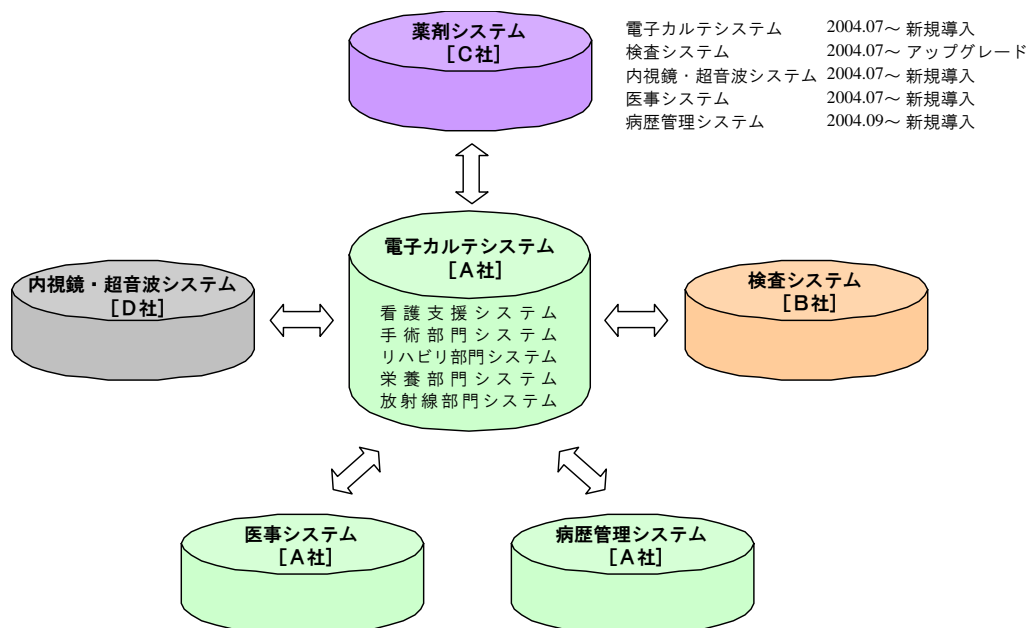 薬剤システム
［C社］
電子カルテシステム 2004.07～ 新規導入
検査システム 2004.07～ アップグレード
内視鏡・超音波システム 2004.07～ 新規導入
医事システム 2004.07～ 新規導入
病歴管理システム 2004.09～ 新規導入
電子カルテシステム
［A社］
看護支援システム
手術部門システム
リハビリ部門システム
栄養部門システム
放射線部門システム
内視鏡・超音波システム
［D社］
検査システム
［B社］
医事システム
［A社］
病歴管理システム
［A社］